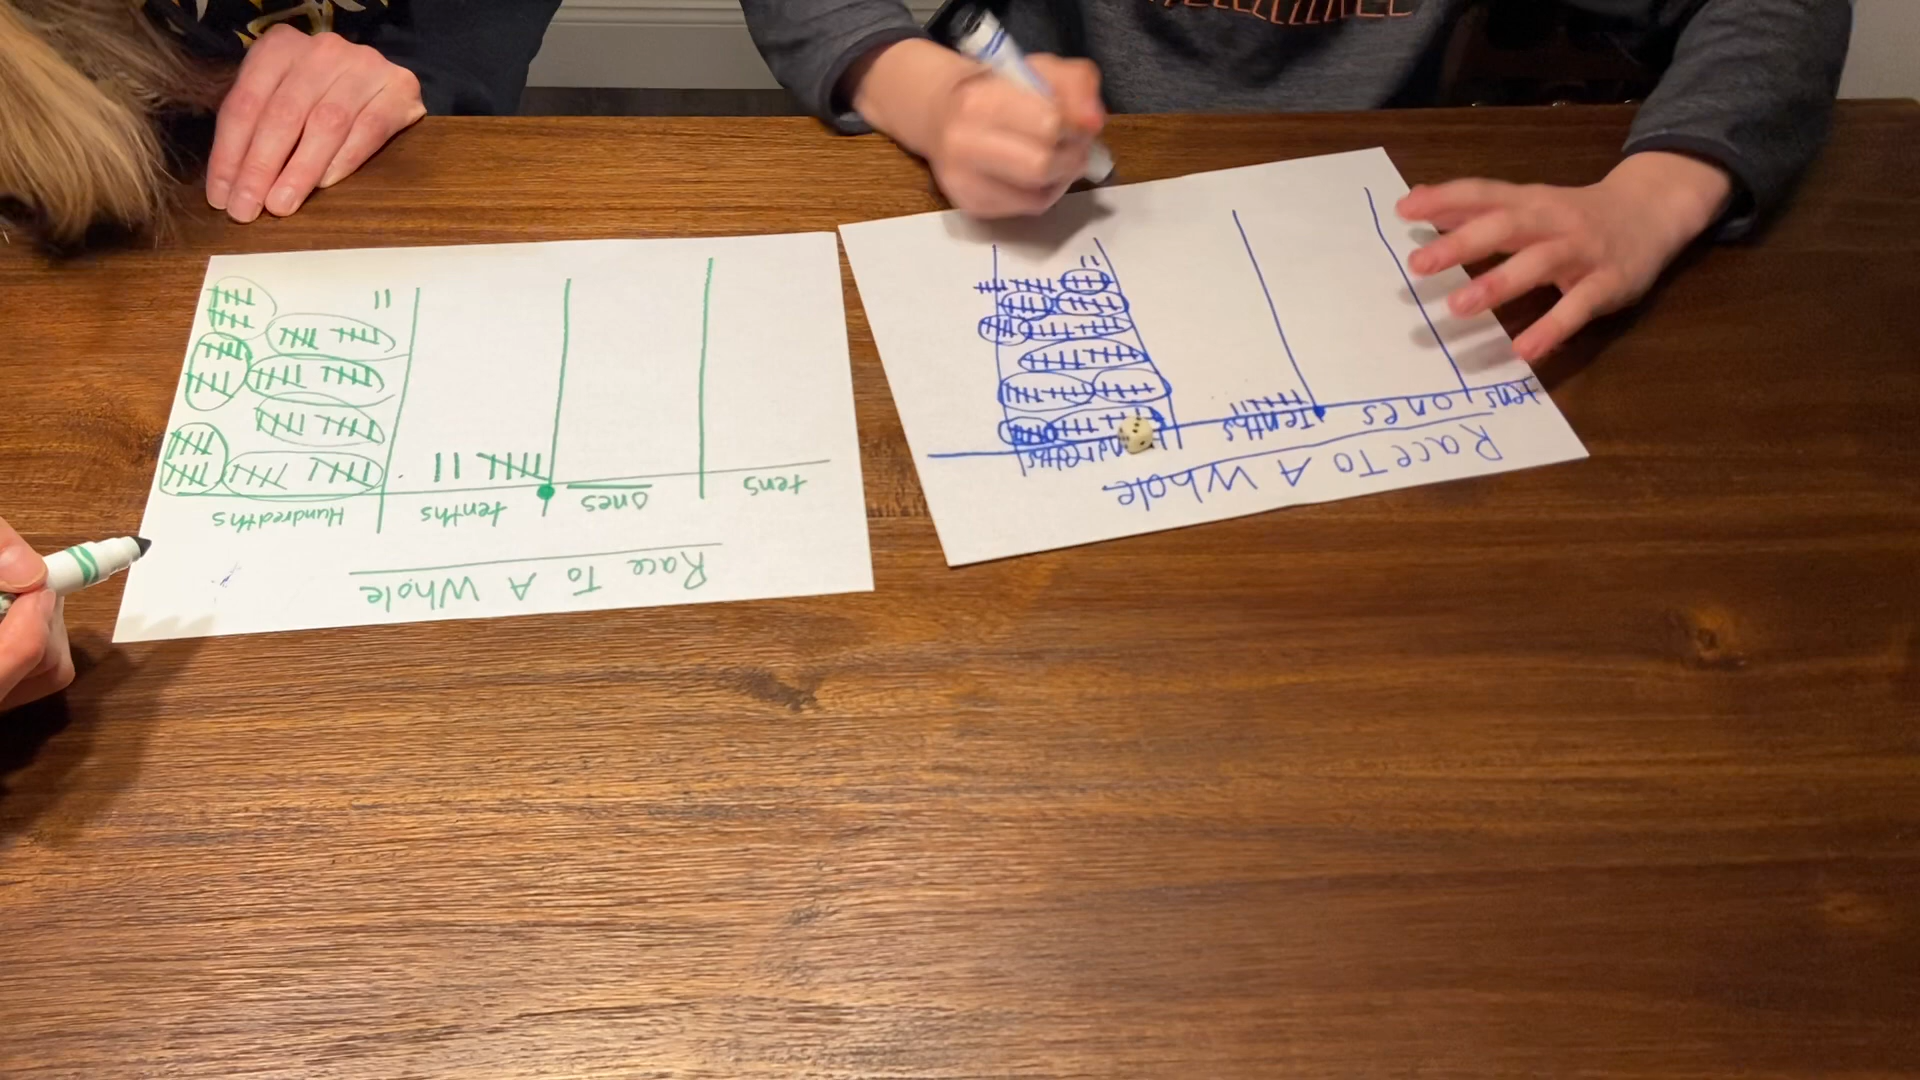 Race To A Whole
Hundredths tenths ones tens
Race To A Whole
tenths ones tens